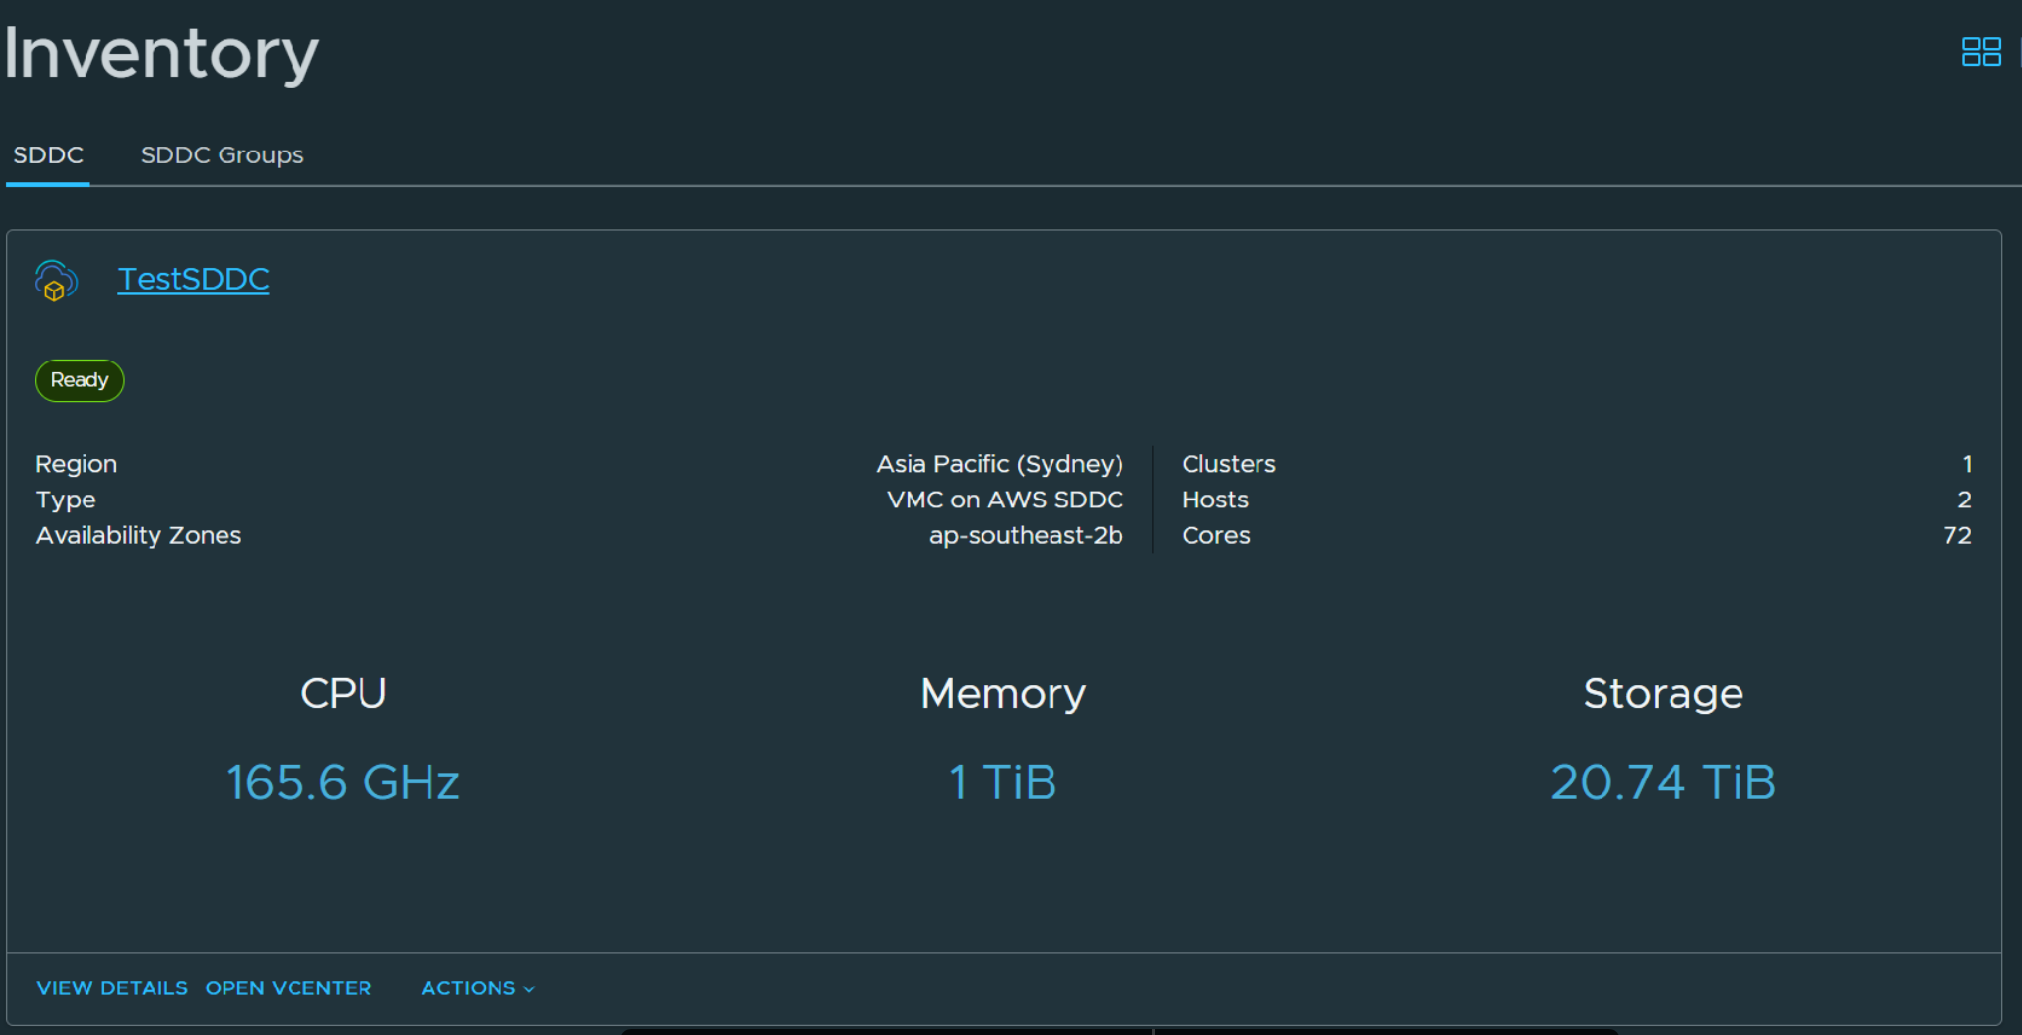 Inventory
SDDC
SDDC Groups
TestSDDC
Ready
Region Asia Pacific (Sydney)
Type VMC on AWS SDDC
Availability Zones ap-southeast-2b
Clusters 1
Hosts 2
Cores 72
CPU
165.6 GHz
Memory
1 TiB
Storage
20.74 TiB
VIEW DETAILS OPEN VCENTER ACTIONS